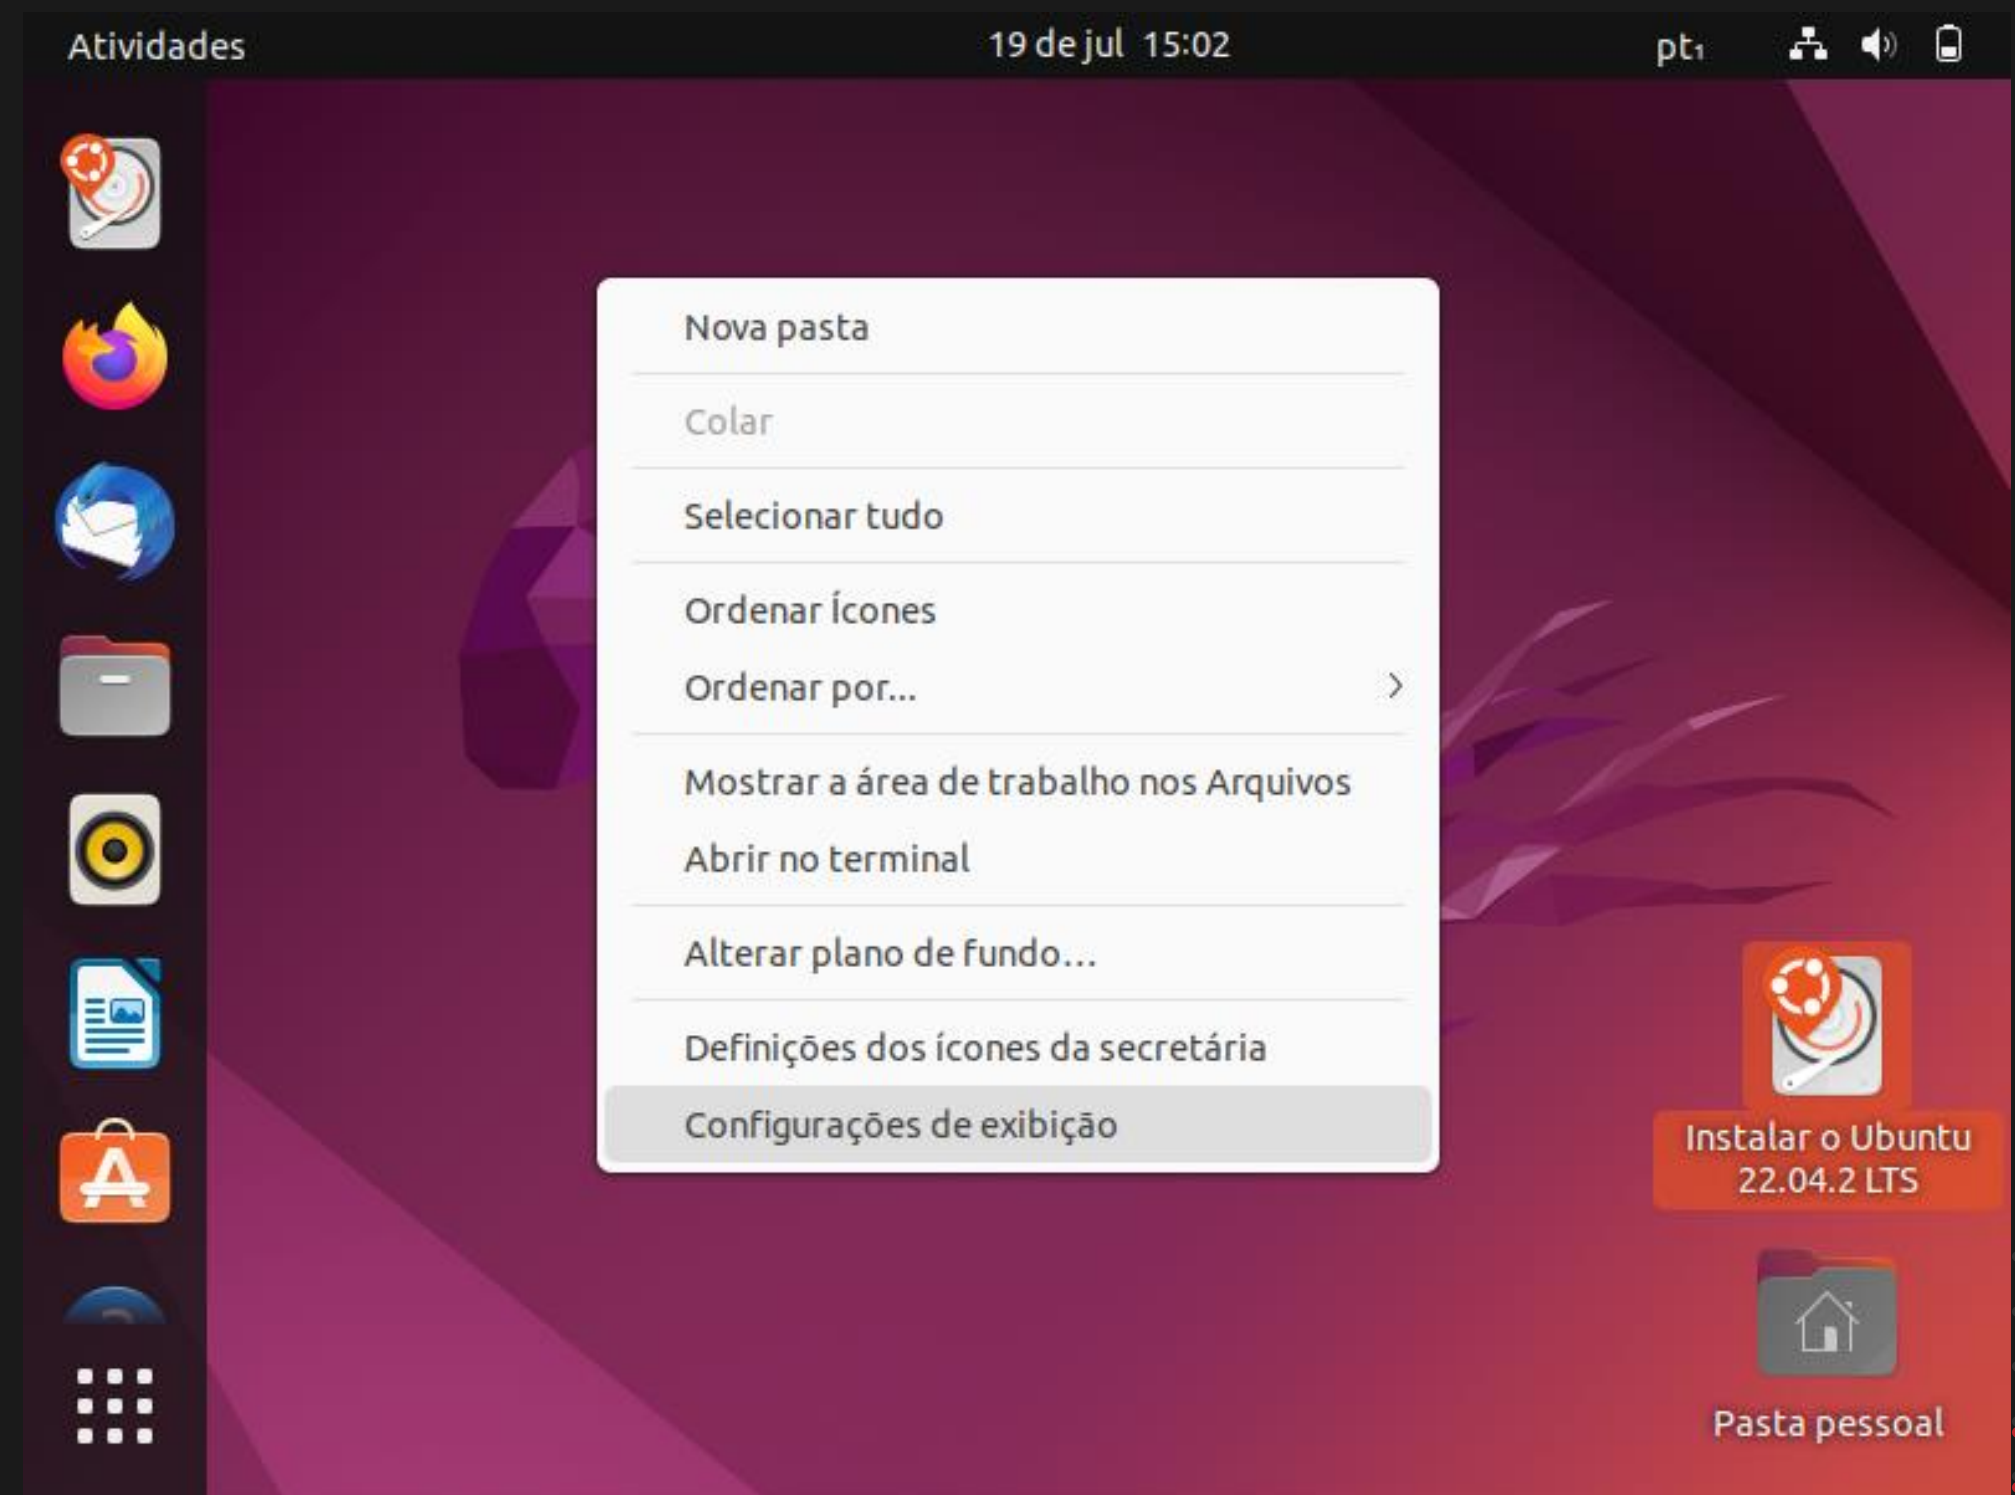 Atividades
19 de jul 15:02
pt₁
Nova pasta
Colar
Selecionar tudo
Ordenar Ícones
Ordenar por...
Mostrar a área de trabalho nos Arquivos
Abrir no terminal
Alterar plano de fundo…
Definições dos ícones da secretária
Configurações de exibição
Instalar o Ubuntu
22.04.2 LTS
Pasta pessoal